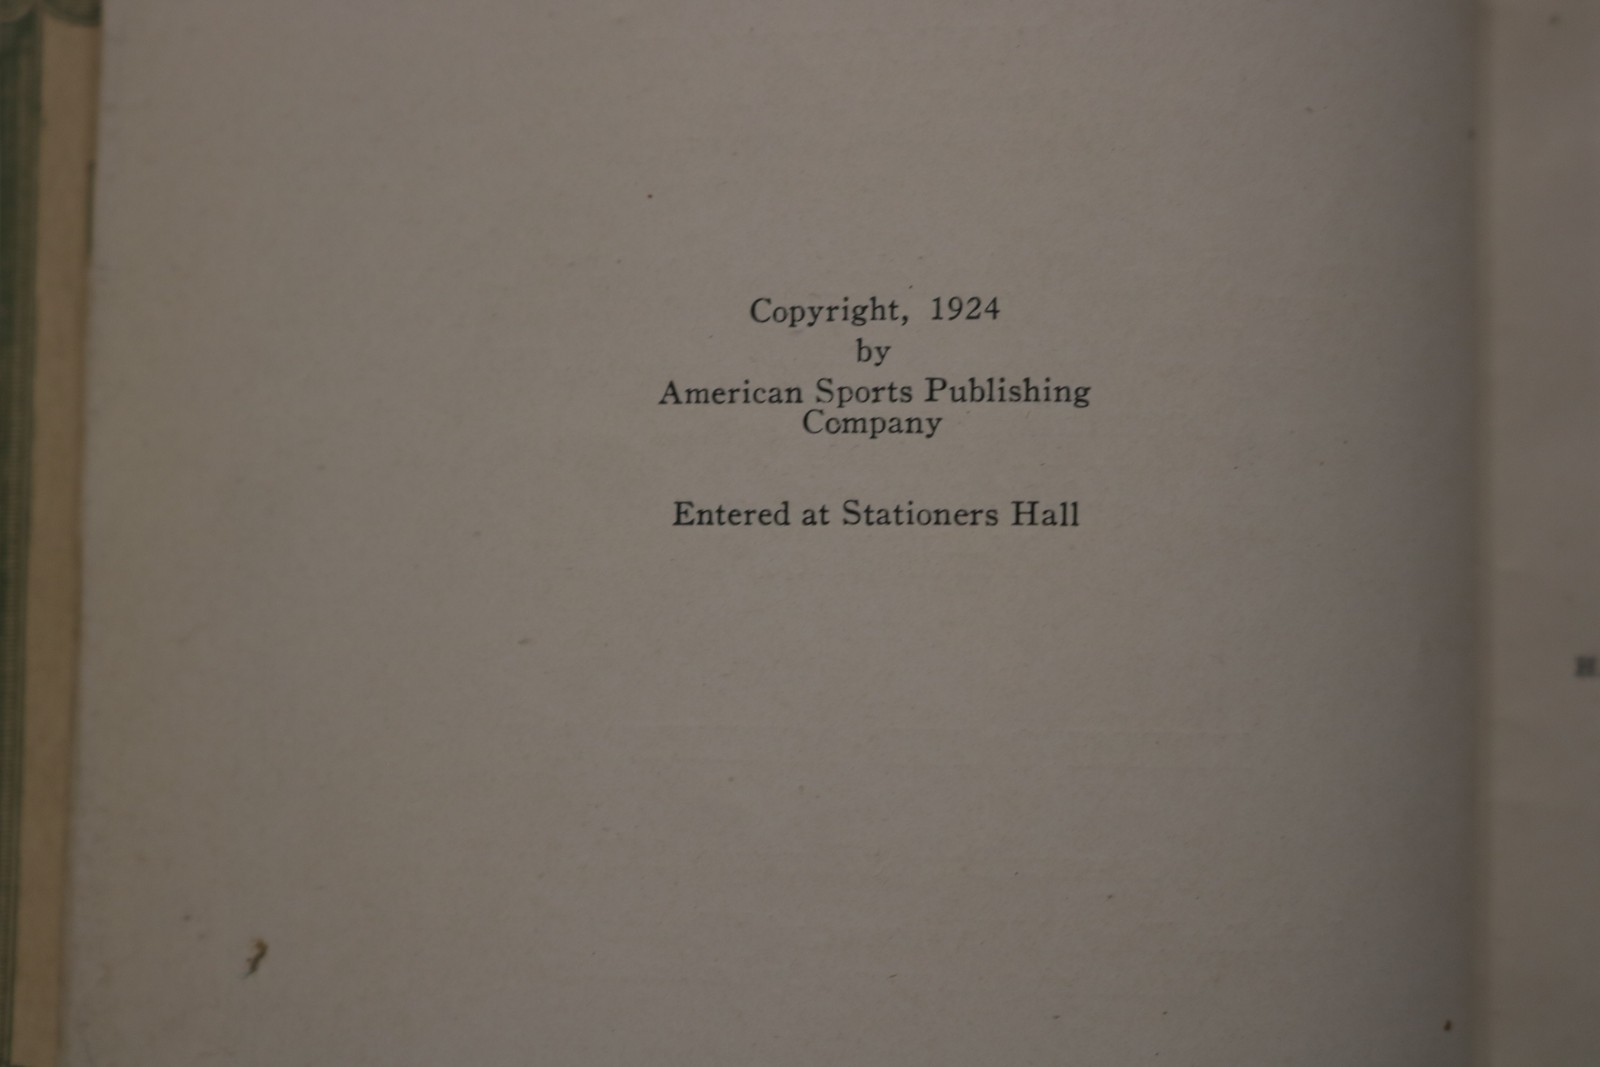 Copyright, 1924
by
American Sports Publishing
Company
Entered at Stationers Hall